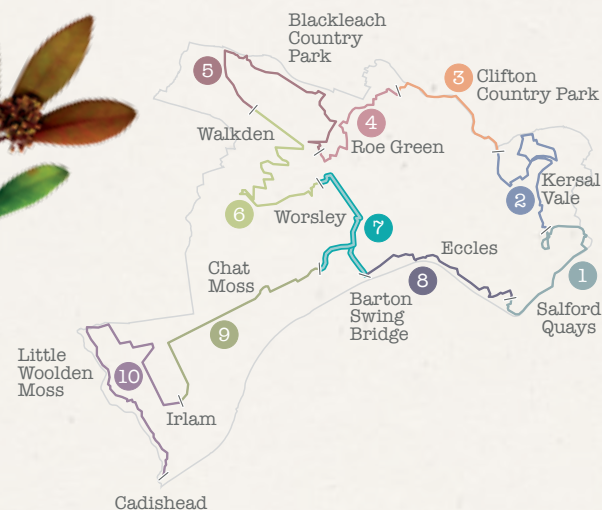 Blackleach
Country
Park
5
3
Clifton
Country Park
Walkden
4
Roe Green
Kersal
Vale
2
6
Worsley
7
Eccles
Chat
Moss
8
1
Barton
Swing
Bridge
Salford
Quays
9
Little
Woolden
Moss
10
Irlam
Cadishead